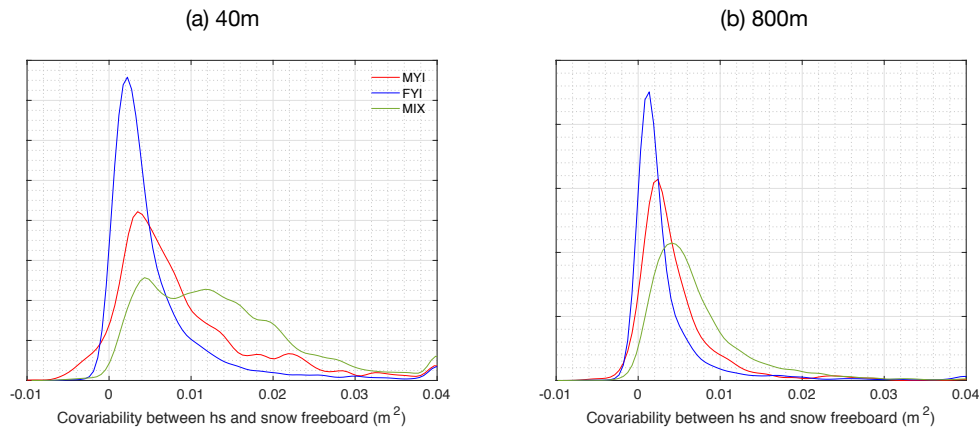 (a) 40m
(b) 800m
MYI
FYI
MIX
-0.01 0 0.01 0.02 0.03 0.04
Covariability between hs and snow freeboard (m^2)
-0.01 0 0.01 0.02 0.03 0.04
Covariability between hs and snow freeboard (m^2)